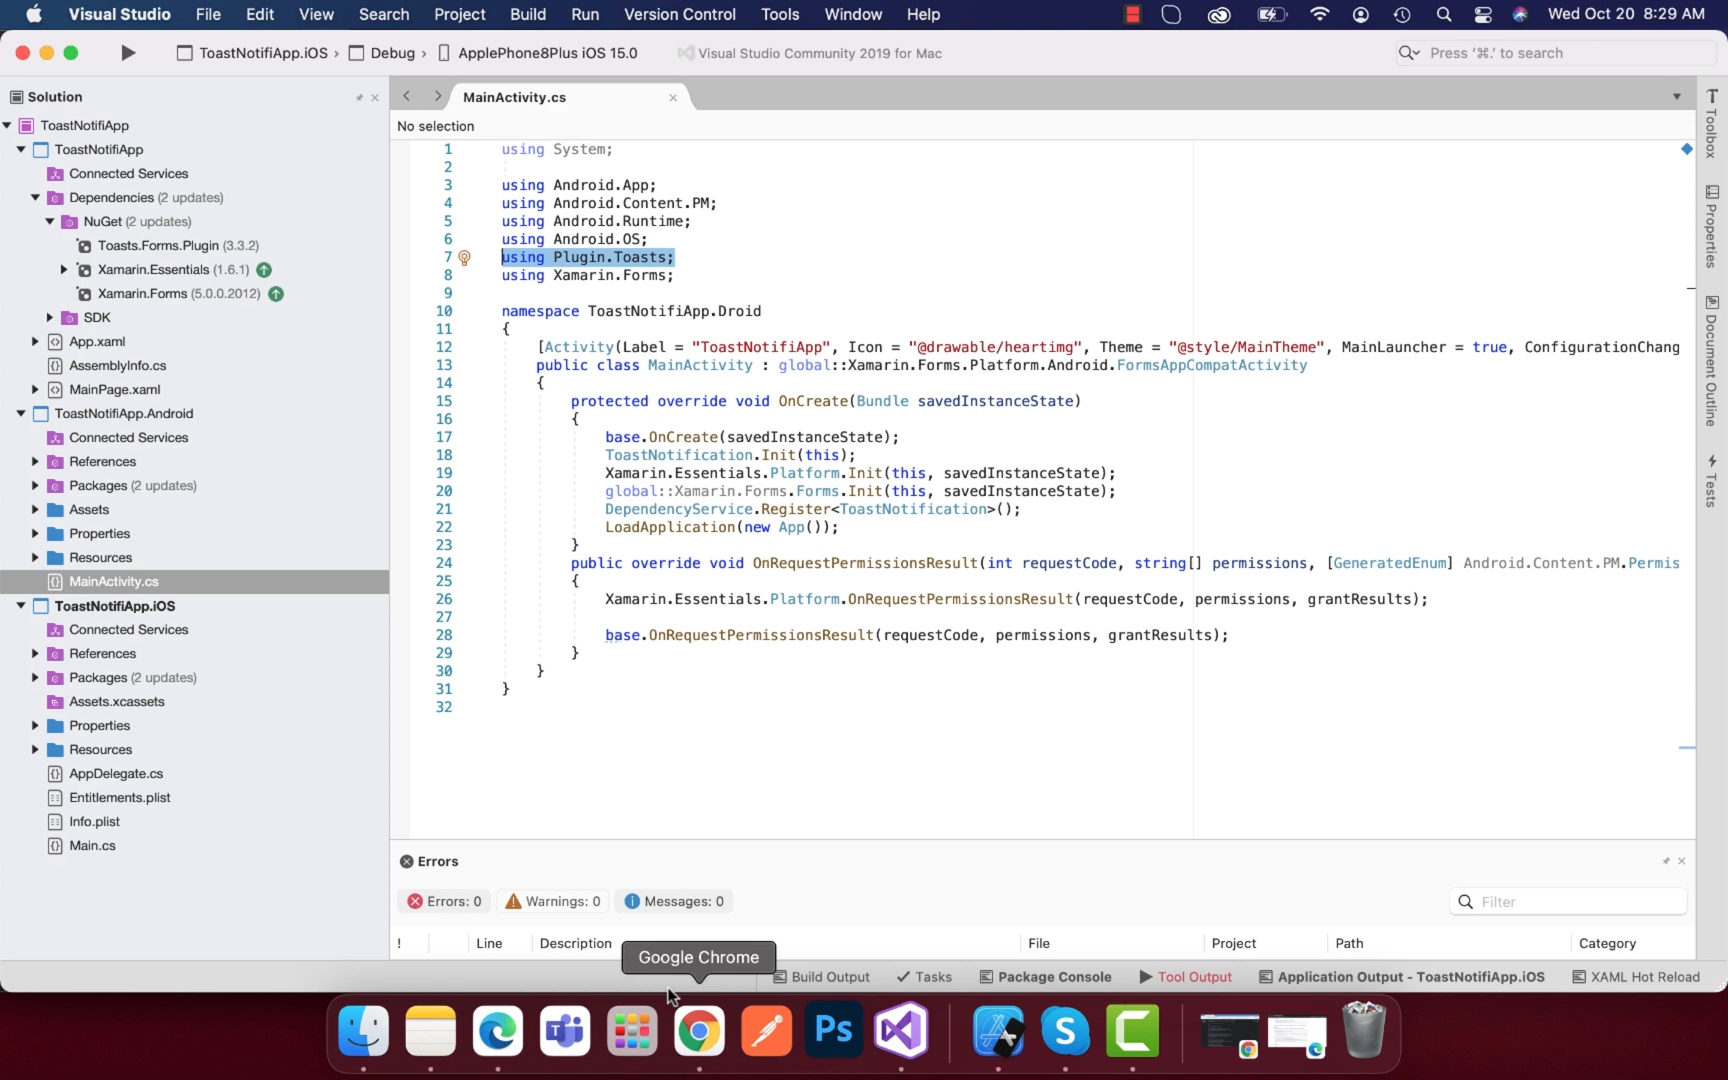 Visual Studio File Edit View Search Project Build Run Version Control Tools Window Help Wed Oct 20 8:29 AM
ToastNotifiApp.iOS › Debug › ApplePhone8Plus iOS 15.0 Visual Studio Community 2019 for Mac Press '⌘.' to search
Solution
ToastNotifiApp
ToastNotifiApp
Connected Services
Dependencies (2 updates)
NuGet (2 updates)
Toasts.Forms.Plugin (3.3.2)
Xamarin.Essentials (1.6.1)
Xamarin.Forms (5.0.0.2012)
SDK
App.xaml
AssemblyInfo.cs
MainPage.xaml
ToastNotifiApp.Android
Connected Services
References
Packages (2 updates)
Assets
Properties
Resources
MainActivity.cs
ToastNotifiApp.iOS
Connected Services
References
Packages (2 updates)
Assets.xcassets
Properties
Resources
AppDelegate.cs
Entitlements.plist
Info.plist
Main.cs
MainActivity.cs
No selection
1 using System;
2
3 using Android.App;
4 using Android.Content.PM;
5 using Android.Runtime;
6 using Android.OS;
7 using Plugin.Toasts;
8 using Xamarin.Forms;
9
10 namespace ToastNotifiApp.Droid
11 {
12 [Activity(Label = "ToastNotifiApp", Icon = "@drawable/heartimg", Theme = "@style/MainTheme", MainLauncher = true, ConfigurationChang
13 public class MainActivity : global::Xamarin.Forms.Platform.Android.FormsAppCompatActivity
14 {
15 protected override void OnCreate(Bundle savedInstanceState)
16 {
17 base.OnCreate(savedInstanceState);
18 ToastNotification.Init(this);
19 Xamarin.Essentials.Platform.Init(this, savedInstanceState);
20 global::Xamarin.Forms.Forms.Init(this, savedInstanceState);
21 DependencyService.Register<ToastNotification>();
22 LoadApplication(new App());
23 }
24 public override void OnRequestPermissionsResult(int requestCode, string[] permissions, [GeneratedEnum] Android.Content.PM.Permis
25 {
26 Xamarin.Essentials.Platform.OnRequestPermissionsResult(requestCode, permissions, grantResults);
27
28 base.OnRequestPermissionsResult(requestCode, permissions, grantResults);
29 }
30 }
31 }
32
Toolbox
Properties
Document Outline
Tests
Errors
Errors: 0 Warnings: 0 Messages: 0 Filter
! Line Description File Project Path Category
Google Chrome
Build Output Tasks Package Console Tool Output Application Output - ToastNotifiApp.iOS XAML Hot Reload
Ps